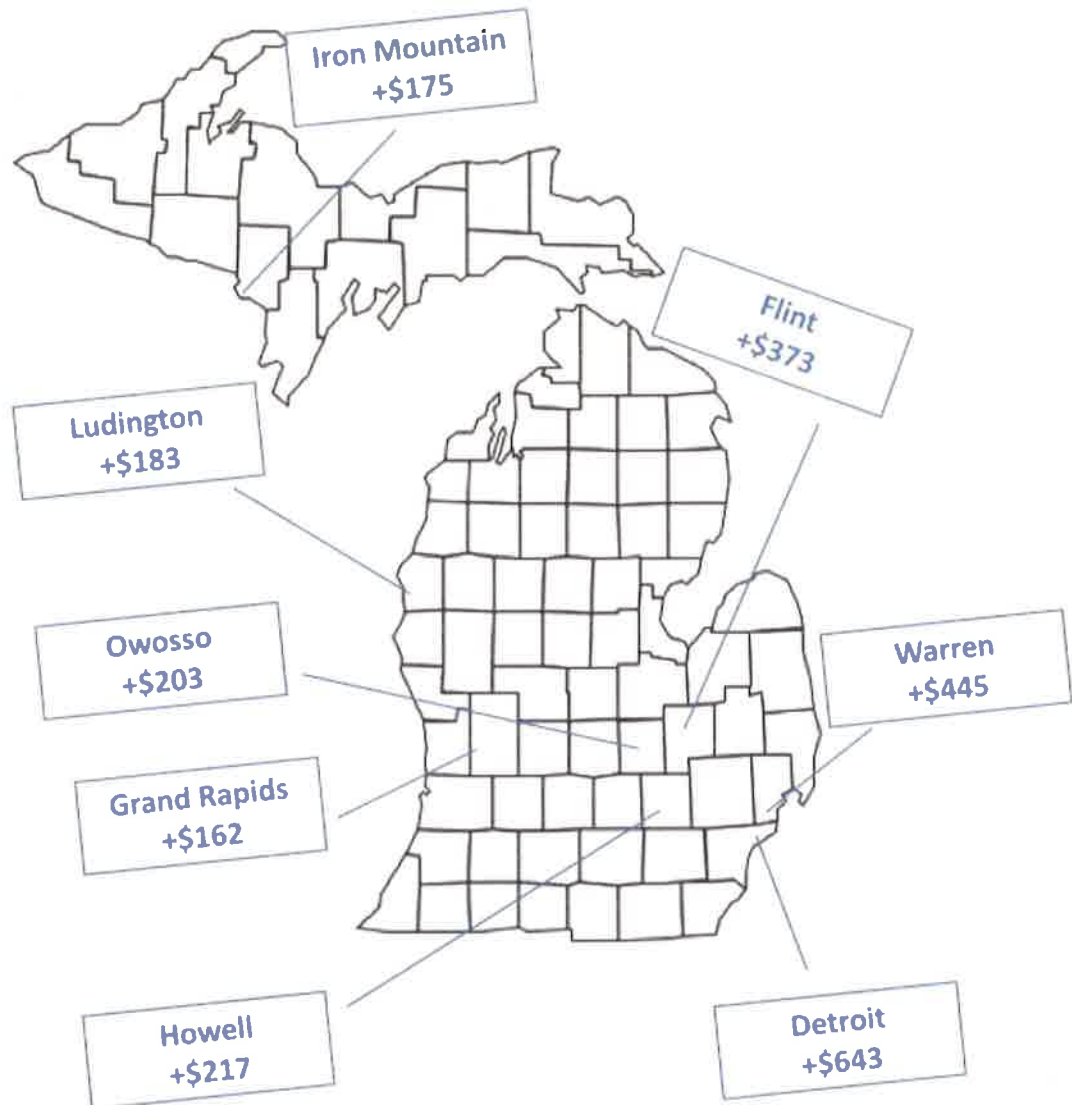 Iron Mountain
+$175
Flint
+$373
Ludington
+$183
Owosso
+$203
Warren
+$445
Grand Rapids
+$162
Howell
+$217
Detroit
+$643